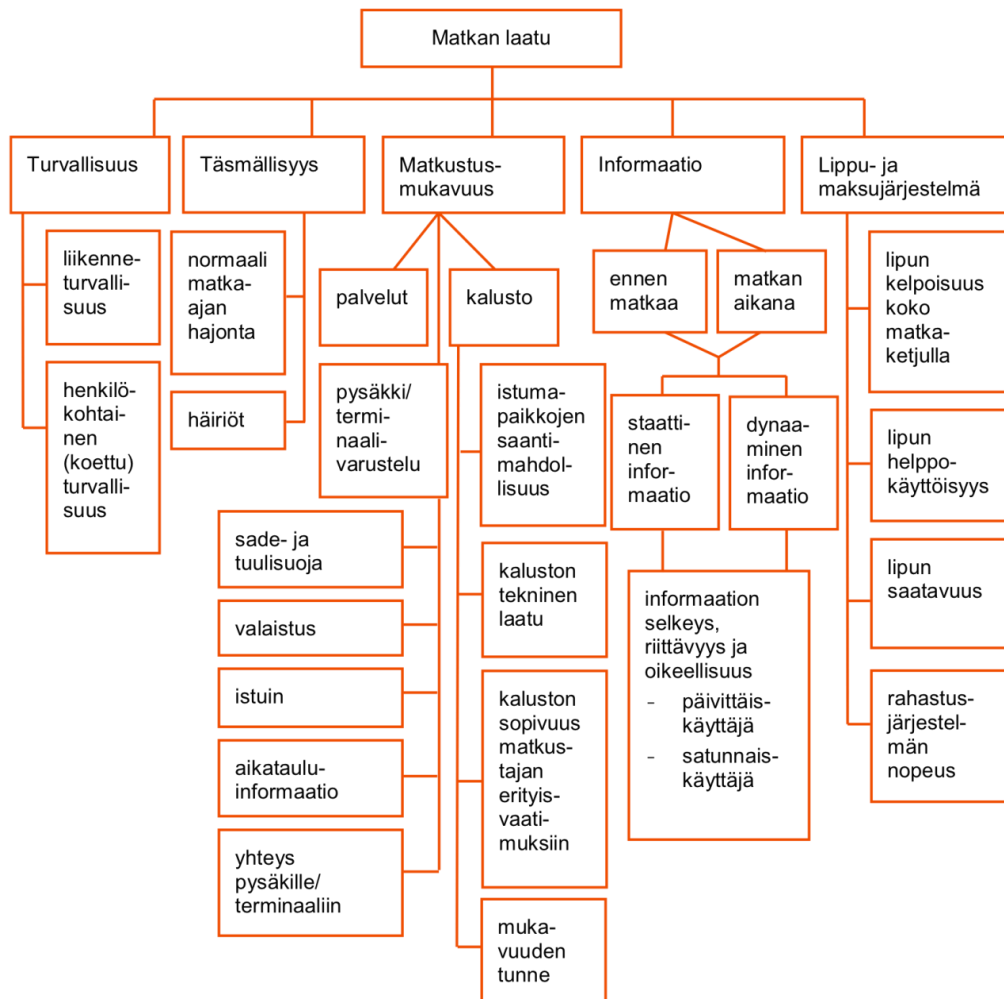 Matkan laatu
Turvallisuus
liikenne-
turvalli-
suus
henkilö-
kohtai-
nen
(koettu)
turvalli-
suus
Täsmällisyys
normaali
matka-
ajan
hajonta
häiriöt
Matkustus-
mukavuus
palvelut
kalusto
pysäkki/
termi-
naali-
varustelu
sade- ja
tuulisuoja
valaistus
istuin
aikataulu-
informaatio
yhteys
pysäkille/
terminaaliin
istuma-
paikkojen
saanti-
mahdol-
lisuus
kaluston
tekninen
laatu
kaluston
sopivuus
matkus-
tajan
erityis-
vaati-
muksiin
muka-
vuuden
tunne
Informaatio
ennen
matkaa
matkan
aikana
staatti-
nen
infor-
maatio
dynaa-
minen
infor-
maatio
informaation
selkeys,
riittävyys ja
oikeellisuus
- päivittäis-
käyttäjä
- satunnais-
käyttäjä
Lippu- ja
maksujärjestelmä
lipun
kelpoisuus
koko
matka-
ketjulla
lipun
helppo-
käyttöisyys
lipun
saatavuus
rahastus-
järjestel-
män
nopeus